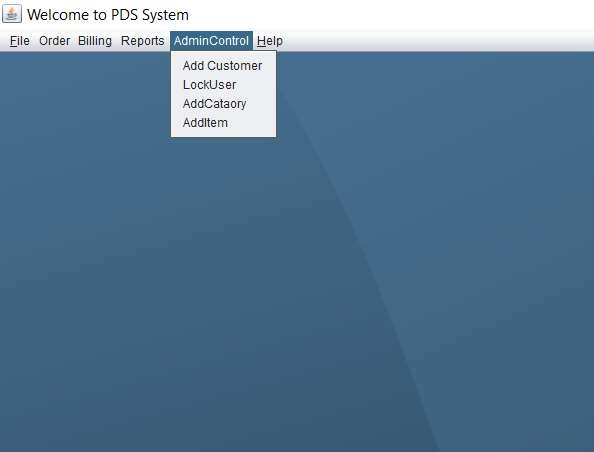 Welcome to PDS System
File Order Billing Reports AdminControl Help
Add Customer
LockUser
AddCataory
AddItem